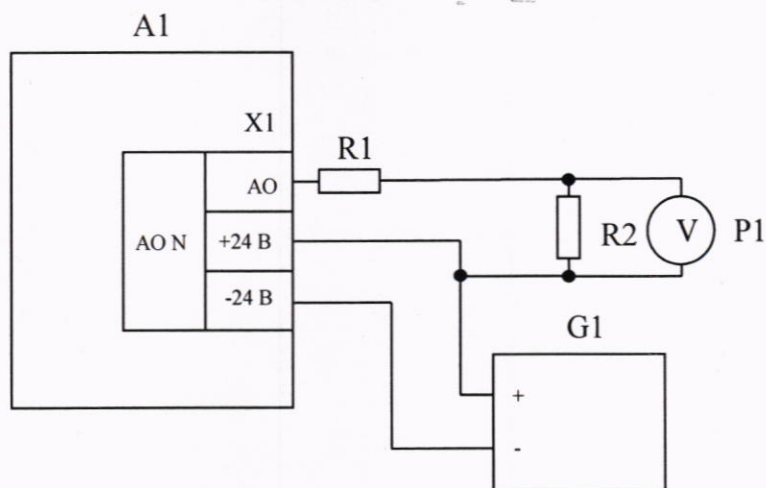 A1
X1
R1
AO
AO N
+24 В
-24 В
R2
V
P1
G1
+
-